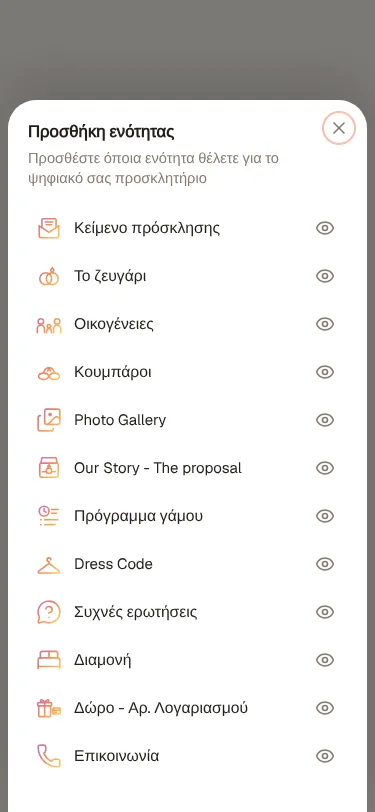 Προσθήκη ενότητας
Προσθέστε όποια ενότητα θέλετε για το
ψηφιακό σας προσκλητήριο
Κείμενο πρόσκλησης
Το ζευγάρι
Οικογένειες
Κουμπάροι
Photo Gallery
Our Story - The proposal
Πρόγραμμα γάμου
Dress Code
Συχνές ερωτήσεις
Διαμονή
Δώρο - Αρ. Λογαριασμού
Επικοινωνία